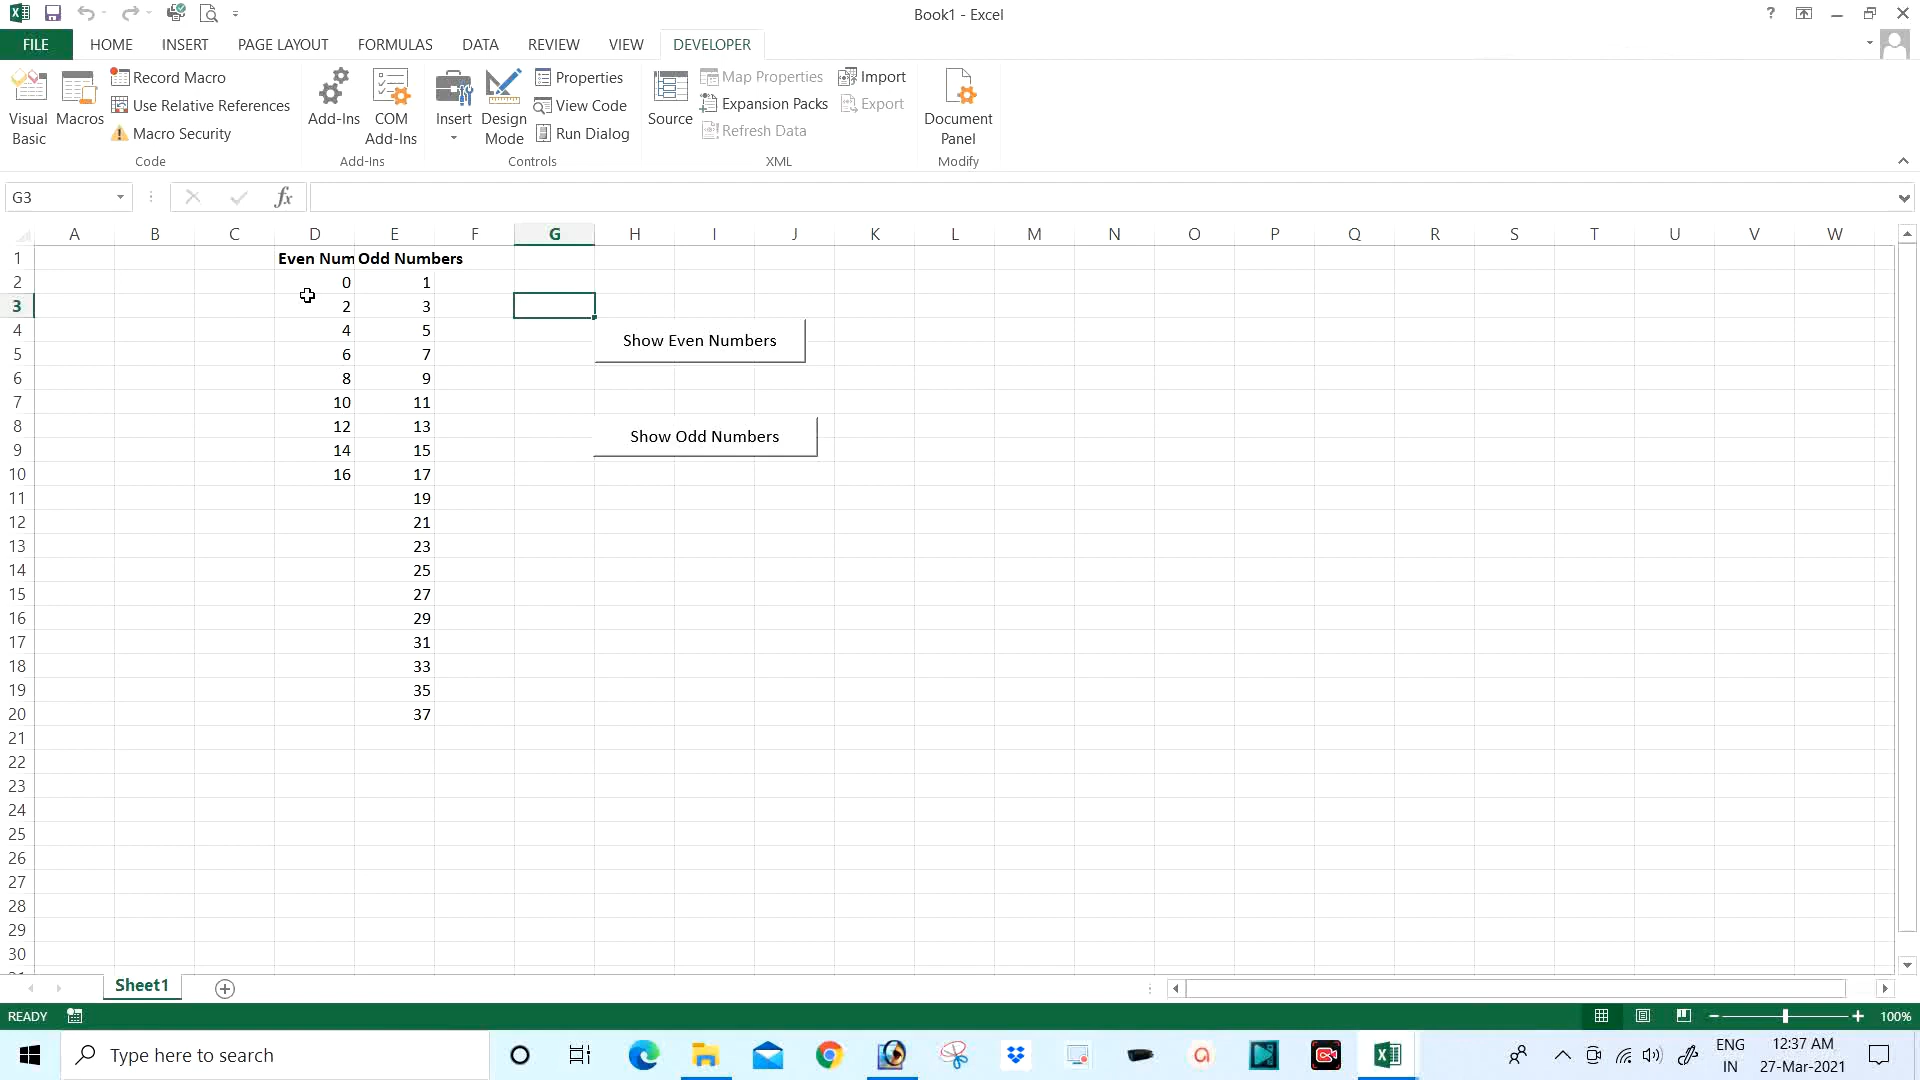 Book1 - Excel
FILE HOME INSERT PAGE LAYOUT FORMULAS DATA REVIEW VIEW DEVELOPER
Visual Basic
Macros
Record Macro
Use Relative References
Macro Security
Code
Add-Ins
COM Add-Ins
Add-Ins
Insert
Design Mode
Properties
View Code
Run Dialog
Controls
Source
Map Properties
Expansion Packs
Refresh Data
Import
Export
XML
Document Panel
Modify
G3
fx
A B C D E F G H I J K L M N O P Q R S T U V W
1 Even Num Odd Numbers
2 0 1
3 2 3
4 4 5
Show Even Numbers
5 6 7
6 8 9
7 10 11
8 12 13
Show Odd Numbers
9 14 15
10 16 17
11 19
12 21
13 23
14 25
15 27
16 29
17 31
18 33
19 35
20 37
21
22
23
24
25
26
27
28
29
30
Sheet1
READY
100%
Type here to search
ENG
IN
12:37 AM
27-Mar-2021